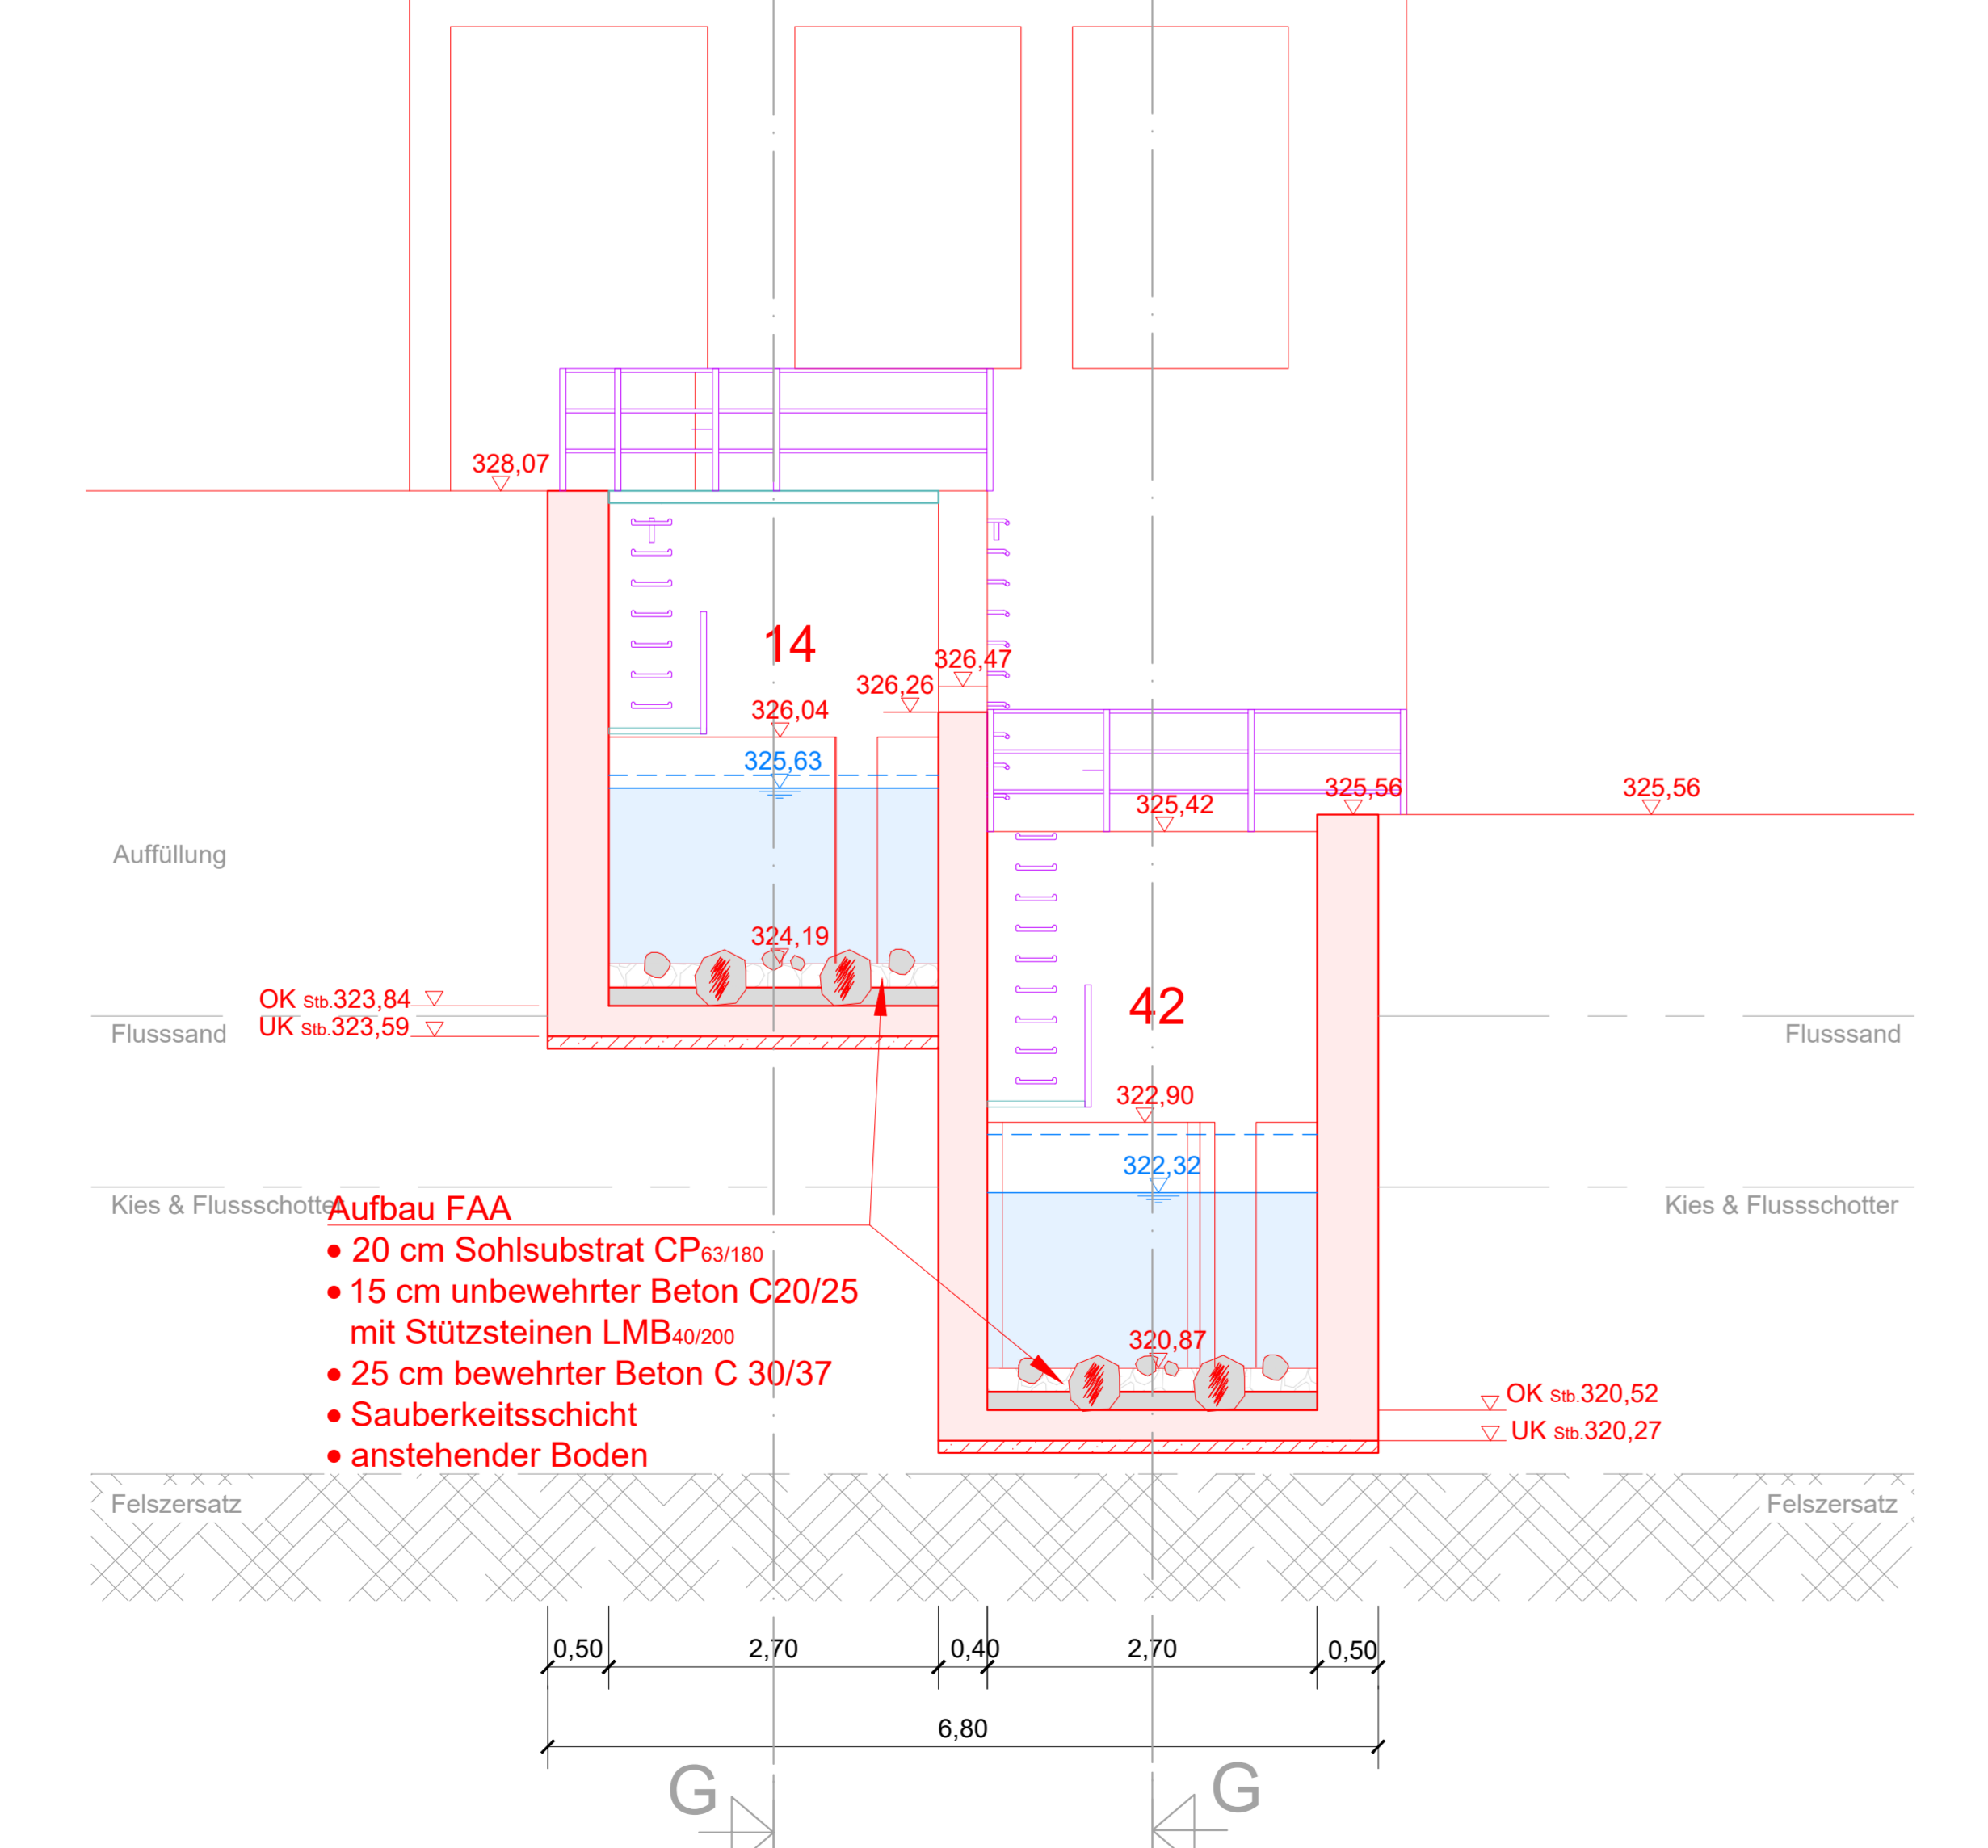 328,07
14
326,47
326,26
326,04
325,63
325,56
325,56
325,42
Auffüllung
324,19
OK Stb.323,84
UK Stb.323,59
42
Flusssand
Flusssand
322,90
322,32
Kies & Flussschotter
Kies & Flussschotter
Aufbau FAA
• 20 cm Sohlsubstrat CP63/180
• 15 cm unbewehrter Beton C20/25
mit Stützsteinen LMB40/200
• 25 cm bewehrter Beton C 30/37
• Sauberkeitsschicht
• anstehender Boden
320,87
OK Stb.320,52
UK Stb.320,27
Felszersatz
Felszersatz
0,50 2,70 0,40 2,70 0,50
6,80
G G